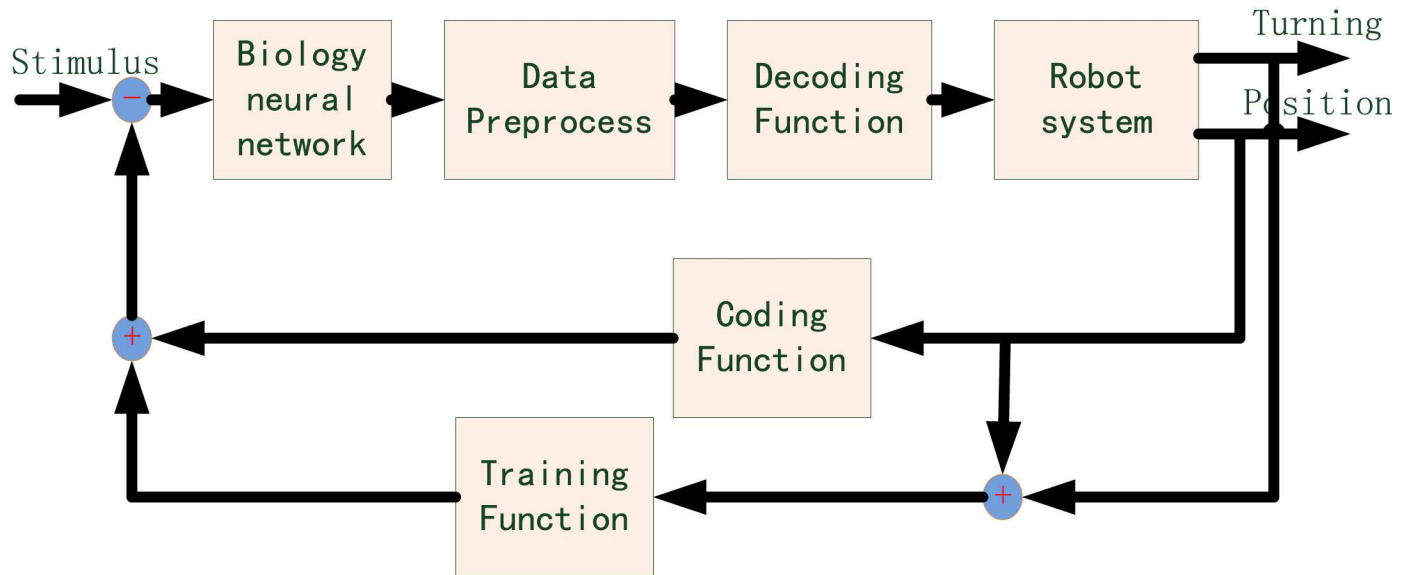 Stimulus
−
Biology
neural
network
Data
Preprocess
Decoding
Function
Robot
system
Turning
Position
+
Coding
Function
Training
Function
+